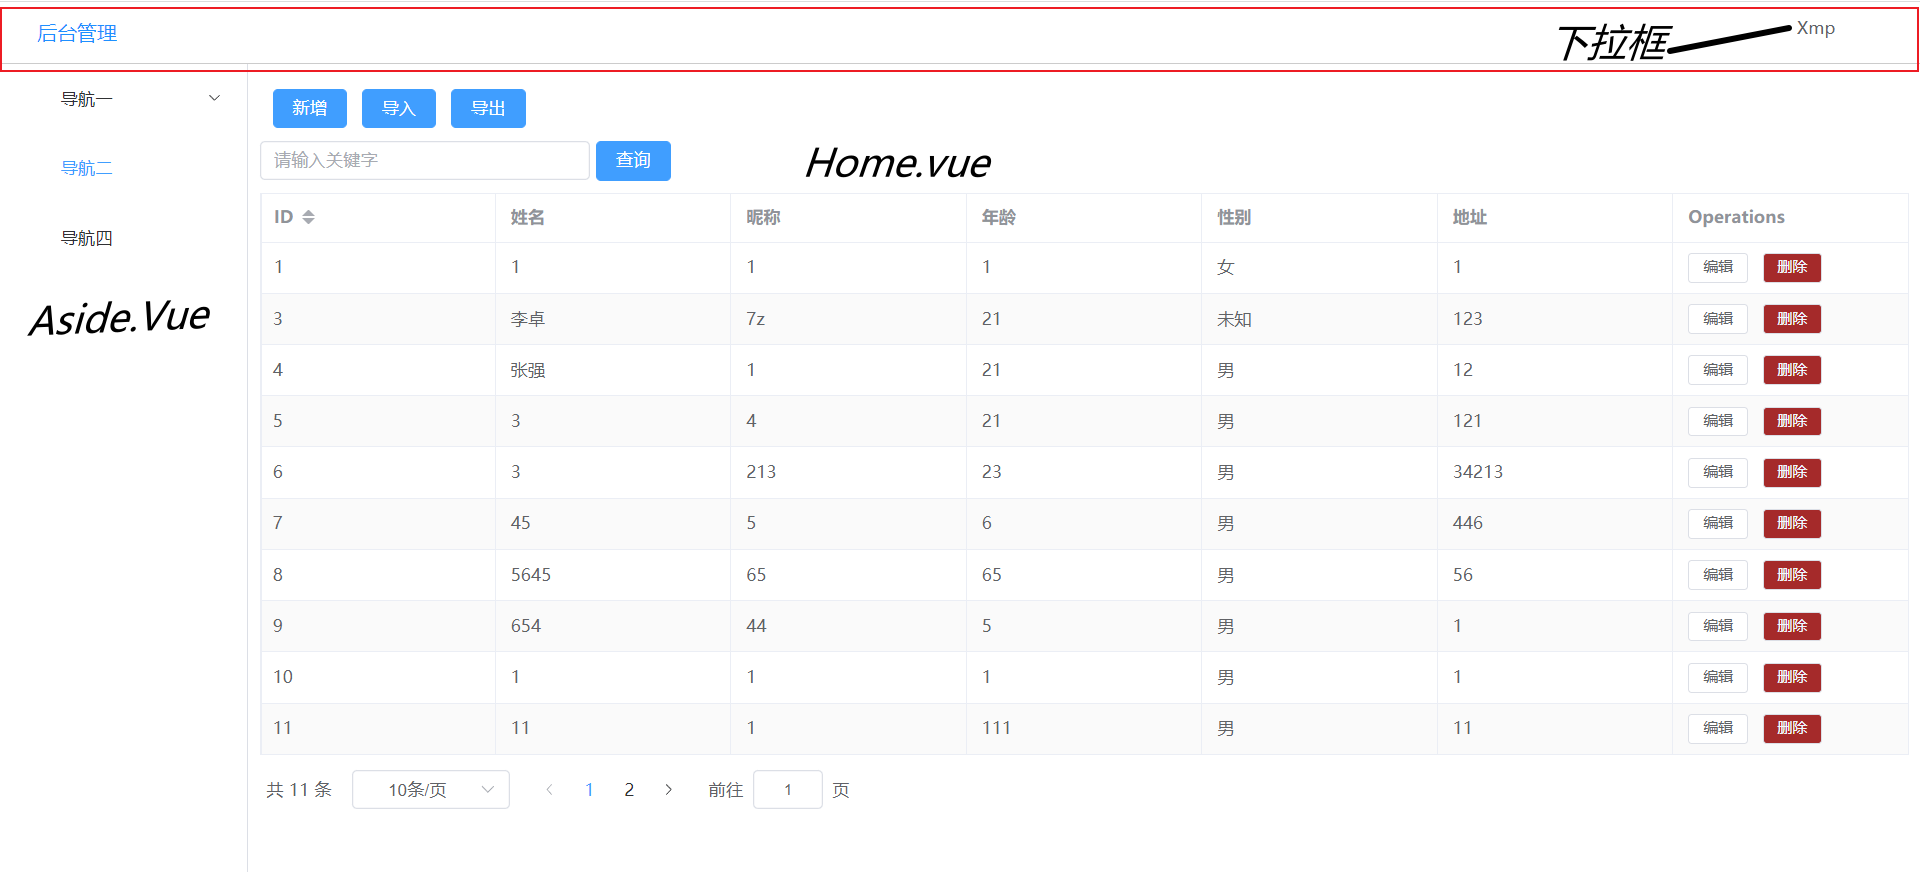 后台管理
下拉框
Xmp
导航一
导航二
导航四
Aside.Vue
新增 导入 导出
请输入关键字 查询
Home.vue
ID 姓名 昵称 年龄 性别 地址 Operations
1 1 1 1 女 1 编辑 删除
3 李卓 7z 21 未知 123 编辑 删除
4 张强 1 21 男 12 编辑 删除
5 3 4 21 男 121 编辑 删除
6 3 213 23 男 34213 编辑 删除
7 45 5 6 男 446 编辑 删除
8 5645 65 65 男 56 编辑 删除
9 654 44 5 男 1 编辑 删除
10 1 1 1 男 1 编辑 删除
11 11 1 111 男 11 编辑 删除
共 11 条 10条/页 1 2 前往 1 页